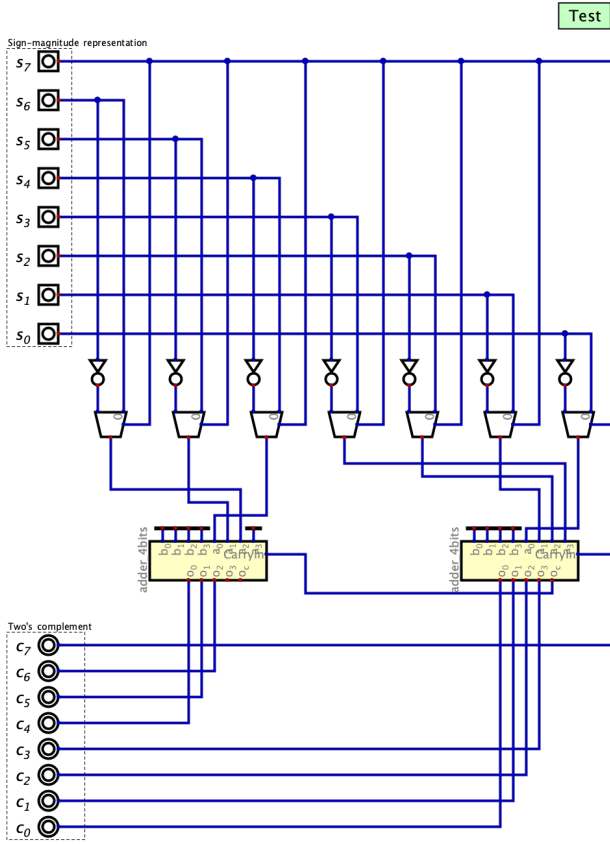 Test
Sign-magnitude representation
s7
s6
s5
s4
s3
s2
s1
s0
0 0 0 0 0 0 0
adder 4bits
b0 b1 b2 b3 a0 a1 a2 a3
CarryIn
o0 o1 o2 o3 oc
adder 4bits
b0 b1 b2 b3 a0 a1 a2 a3
CarryIn
o0 o1 o2 o3 oc
Two's complement
c7
c6
c5
c4
c3
c2
c1
c0